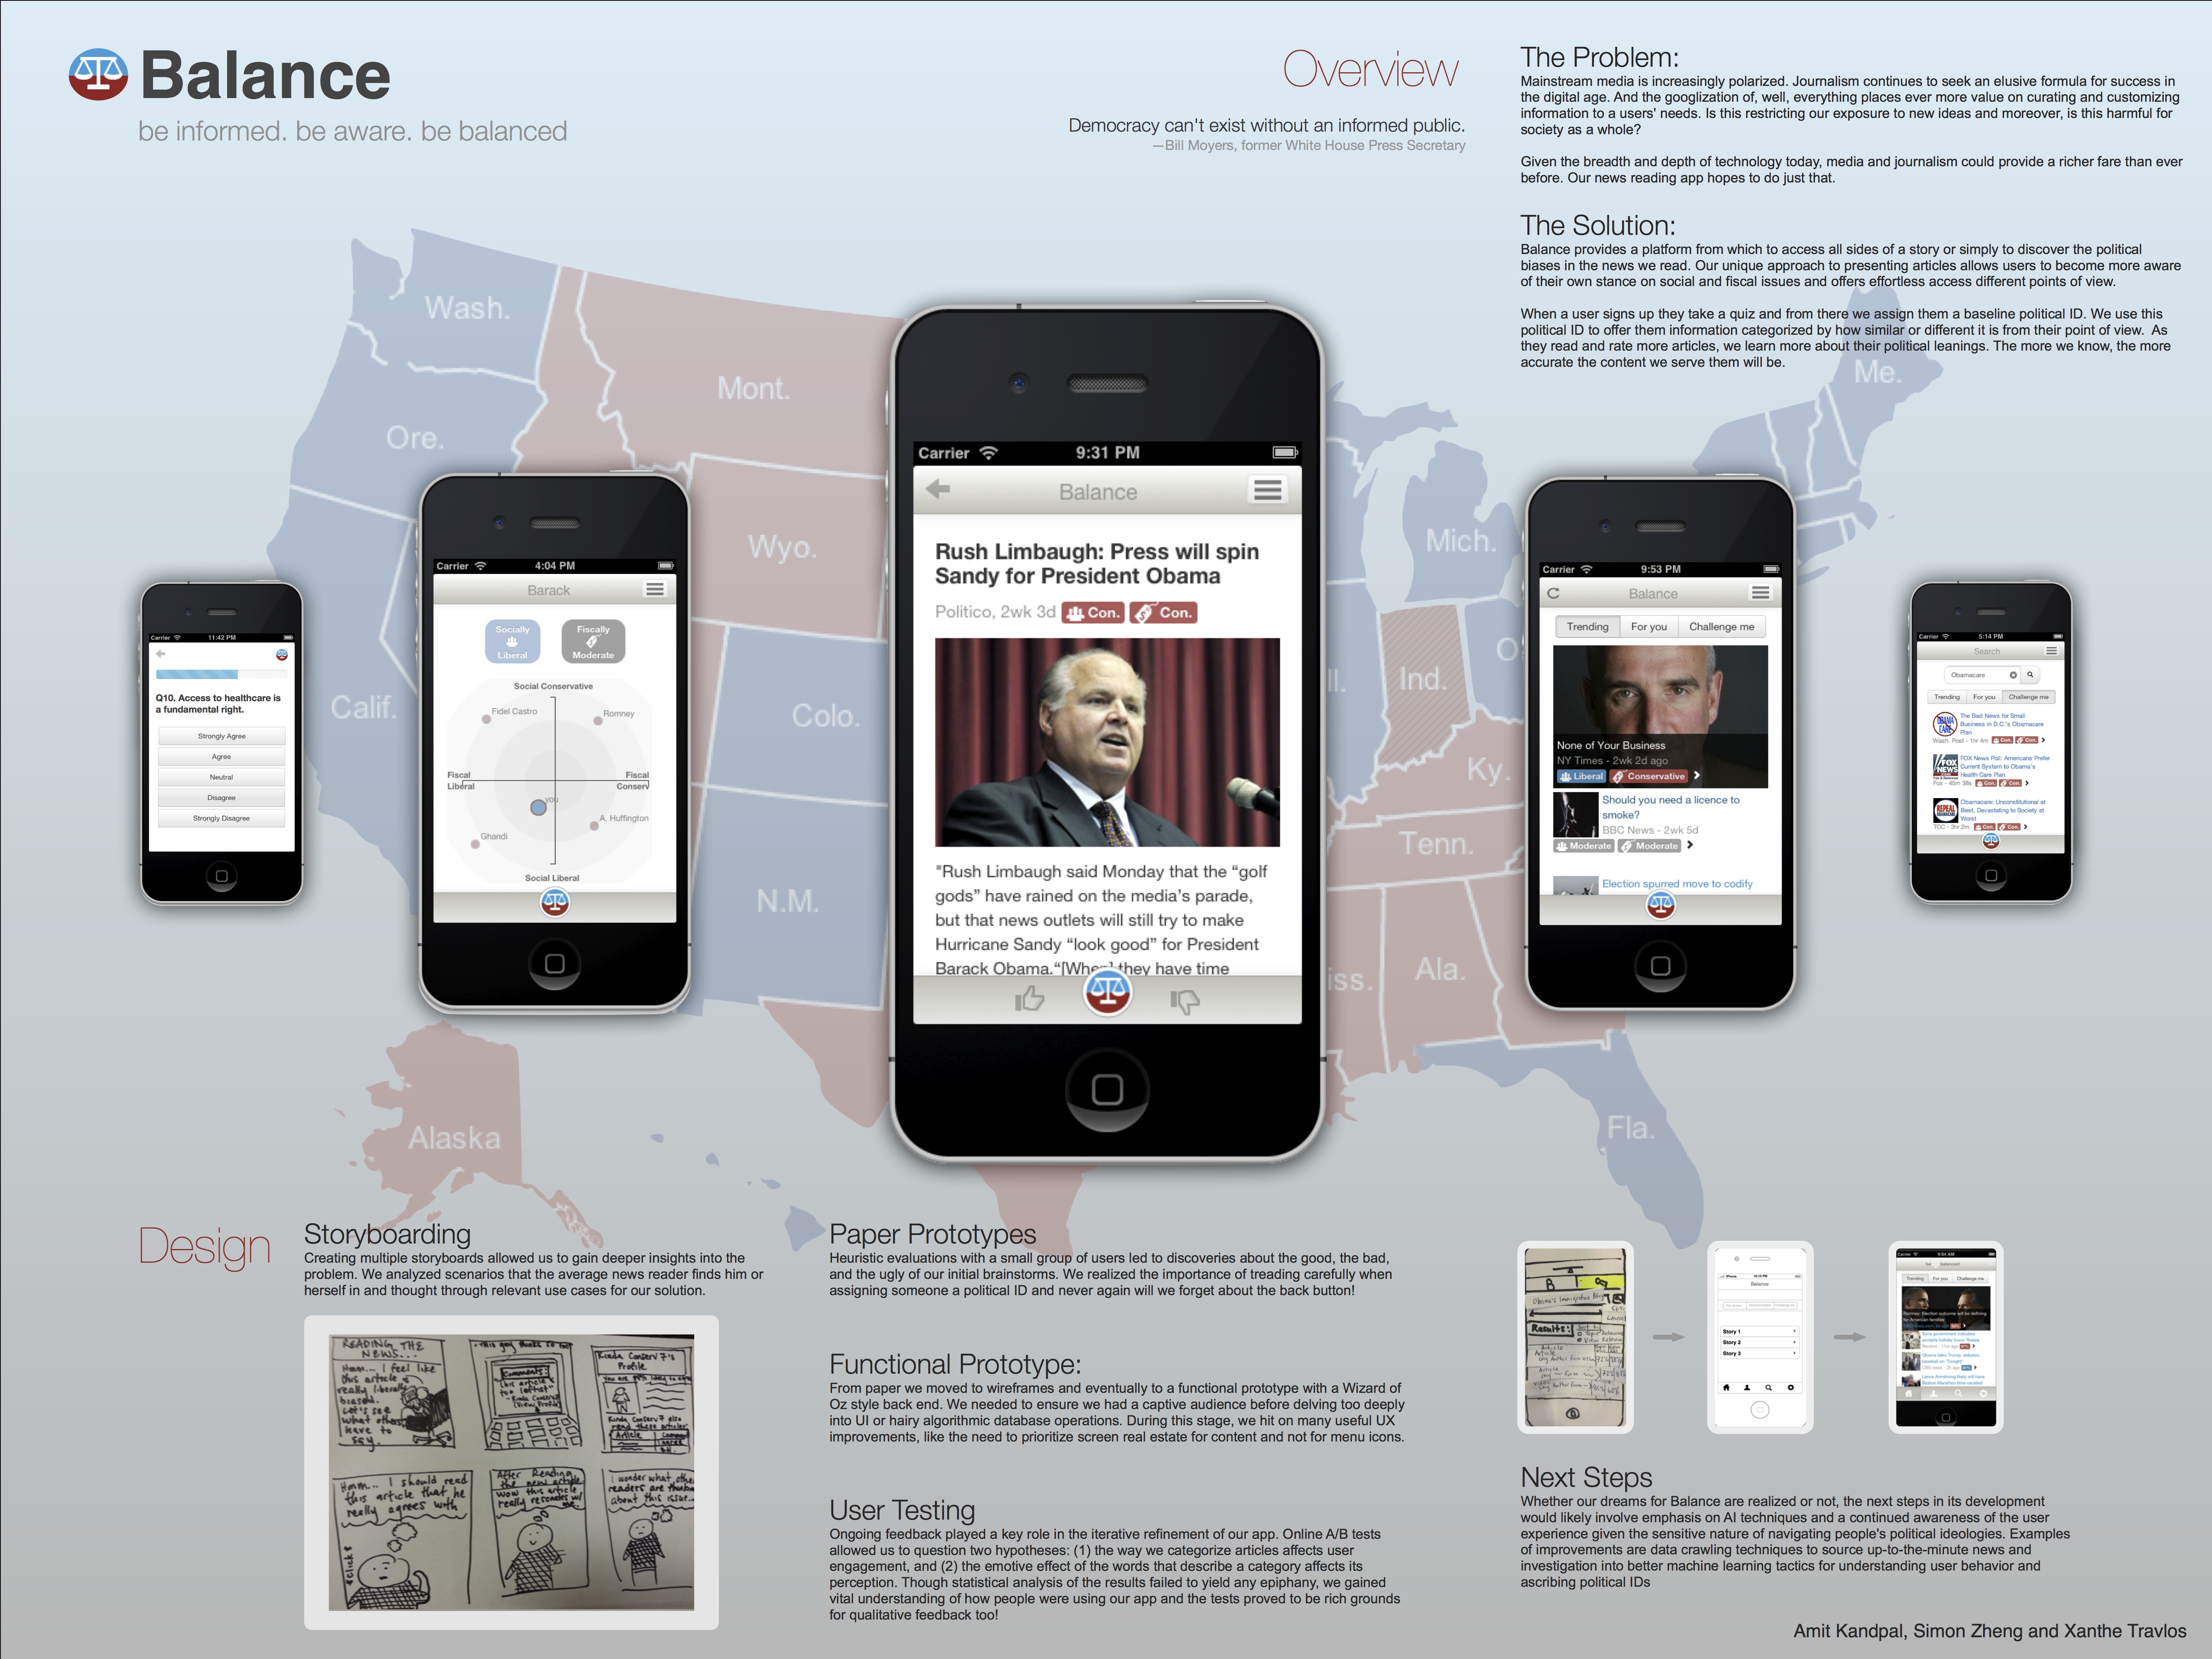 Balance
be informed. be aware. be balanced
Overview
Democracy can't exist without an informed public.
—Bill Moyers, former White House Press Secretary
The Problem:
Mainstream media is increasingly polarized. Journalism continues to seek an elusive formula for success in
the digital age. And the googlization of, well, everything places ever more value on curating and customizing
information to a users' needs. Is this restricting our exposure to new ideas and moreover, is this harmful for
society as a whole?
Given the breadth and depth of technology today, media and journalism could provide a richer fare than ever
before. Our news reading app hopes to do just that.
The Solution:
Balance provides a platform from which to access all sides of a story or simply to discover the political
biases in the news we read. Our unique approach to presenting articles allows users to become more aware
of their own stance on social and fiscal issues and offers effortless access different points of view.
When a user signs up they take a quiz and from there we assign them a baseline political ID. We use this
political ID to offer them information categorized by how similar or different it is from their point of view. As
they read and rate more articles, we learn more about their political leanings. The more we know, the more
accurate the content we serve them will be.
Wash.
Mont.
Ore.
Wyo.
Calif.
Colo.
N.M.
Alaska
Me.
Mich.
Ind.
Ky.
Tenn.
Ala.
Fla.
Carrier 11:42 PM
Q10. Access to healthcare is
a fundamental right.
Strongly Agree
Agree
Neutral
Disagree
Strongly Disagree
Carrier 4:04 PM
Barack
Socially
Liberal
Fiscally
Moderate
Social Conservative
Fidel Castro
Romney
Fiscal
Liberal
Fiscal
Conserv
you
A. Huffington
Ghandi
Social Liberal
Carrier 9:31 PM
Balance
Rush Limbaugh: Press will spin
Sandy for President Obama
Politico, 2wk 3d Con. Con.
"Rush Limbaugh said Monday that the “golf
gods” have rained on the media’s parade,
but that news outlets will still try to make
Hurricane Sandy “look good” for President
Barack Obama.“[When] they have time
Carrier 9:53 PM
Balance
Trending For you Challenge me
None of Your Business
NY Times - 2wk 2d ago
Liberal Conservative
Should you need a licence to
smoke?
BBC News - 2wk 5d
Moderate Moderate
Election spurred move to codify
Carrier 5:14 PM
Search
Obamacare
Trending For you Challenge me
OBAMA CARE
The Bad News for Small
Business in D.C.'s Obamacare
Plan
Wash. Post - 1hr 4m Con. Con.
FOX NEWS
FOX News Poll: Americans Prefer
Current System to Obama's
Health Care Plan
Fox - 45m 38s Con. Con.
REPEAL
Obamacare: Unconstitutional at
Best, Devastating to Society at
Worst
TCC - 3hr 2m Con. Con.
Design
Storyboarding
Creating multiple storyboards allowed us to gain deeper insights into the
problem. We analyzed scenarios that the average news reader finds him or
herself in and thought through relevant use cases for our solution.
READING THE
NEWS...
Hmm... I feel like
this article is
really liberally
biased.
Let's see
what others
have to
say.
Comments:
Kinda Conserv 7's
Profile
Hmm... I should read
this article that he
really agrees with
After Reading
the new article
wow this article
really resonates w/
me.
I wonder what other
readers are thinking
about this issue...
Paper Prototypes
Heuristic evaluations with a small group of users led to discoveries about the good, the bad,
and the ugly of our initial brainstorms. We realized the importance of treading carefully when
assigning someone a political ID and never again will we forget about the back button!
Functional Prototype:
From paper we moved to wireframes and eventually to a functional prototype with a Wizard of
Oz style back end. We needed to ensure we had a captive audience before delving too deeply
into UI or hairy algorithmic database operations. During this stage, we hit on many useful UX
improvements, like the need to prioritize screen real estate for content and not for menu icons.
User Testing
Ongoing feedback played a key role in the iterative refinement of our app. Online A/B tests
allowed us to question two hypotheses: (1) the way we categorize articles affects user
engagement, and (2) the emotive effect of the words that describe a category affects its
perception. Though statistical analysis of the results failed to yield any epiphany, we gained
vital understanding of how people were using our app and the tests proved to be rich grounds
for qualitative feedback too!
B
Results:
Balance
Story 1
Story 2
Story 3
Trending For you Challenge me
Next Steps
Whether our dreams for Balance are realized or not, the next steps in its development
would likely involve emphasis on AI techniques and a continued awareness of the user
experience given the sensitive nature of navigating people's political ideologies. Examples
of improvements are data crawling techniques to source up-to-the-minute news and
investigation into better machine learning tactics for understanding user behavior and
ascribing political IDs
Amit Kandpal, Simon Zheng and Xanthe Travlos